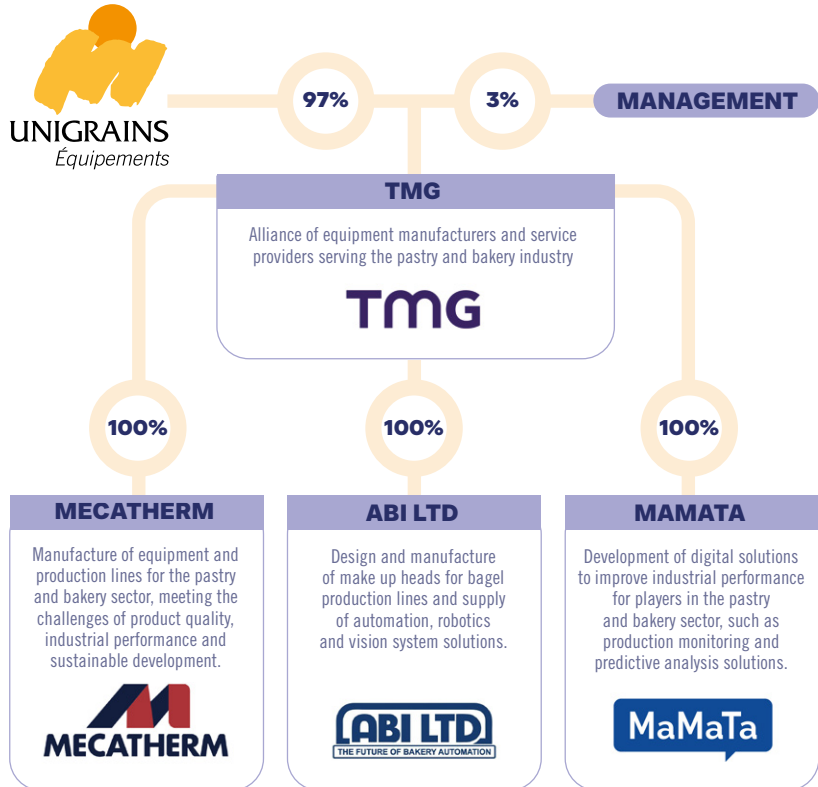 UNIGRAINS
Équipements
97%
3%
MANAGEMENT
TMG
Alliance of equipment manufacturers and service
providers serving the pastry and bakery industry
TMG
100%
100%
100%
MECATHERM
Manufacture of equipment and
production lines for the pastry
and bakery sector, meeting the
challenges of product quality,
industrial performance and
sustainable development.
MECATHERM
ABI LTD
Design and manufacture
of make up heads for bagel
production lines and supply
of automation, robotics
and vision system solutions.
ABI LTD
THE FUTURE OF BAKERY AUTOMATION
MAMATA
Development of digital solutions
to improve industrial performance
for players in the pastry
and bakery sector, such as
production monitoring and
predictive analysis solutions.
MaMaTa